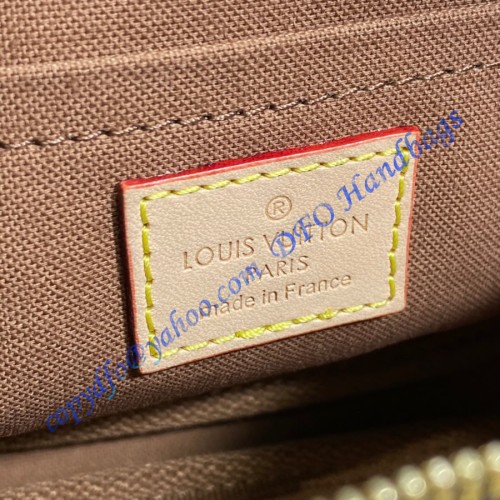 ®
LOUIS VUITTON
PARIS
made in France
copydfo@yahoo.com DFO Handbags